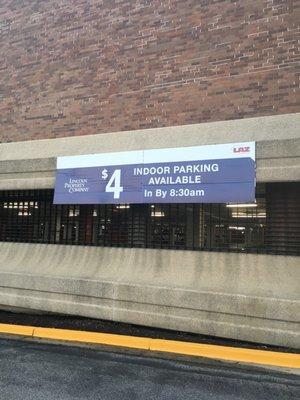 LAZ
LINCOLN
PROPERTY
COMPANY
$4
INDOOR PARKING
AVAILABLE
In By 8:30am